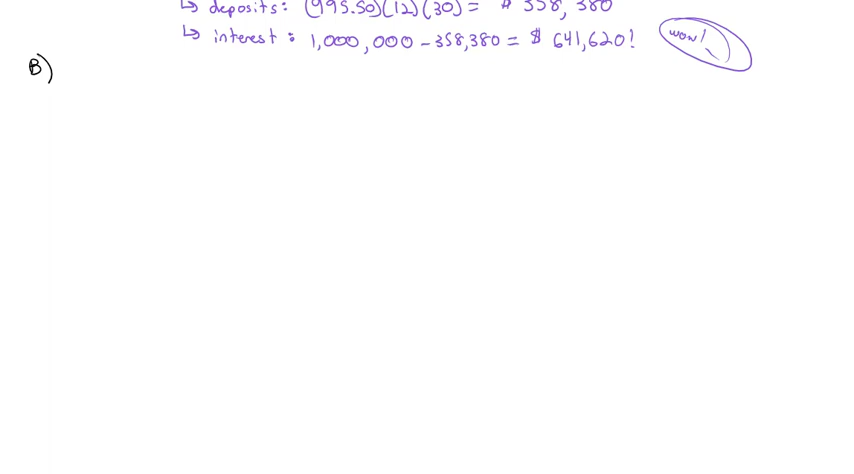 ↳ deposits: (995.50)(12)(30) = $ 358,380
↳ interest: 1,000,000 - 358,380 = $ 641,620! wow!
B)